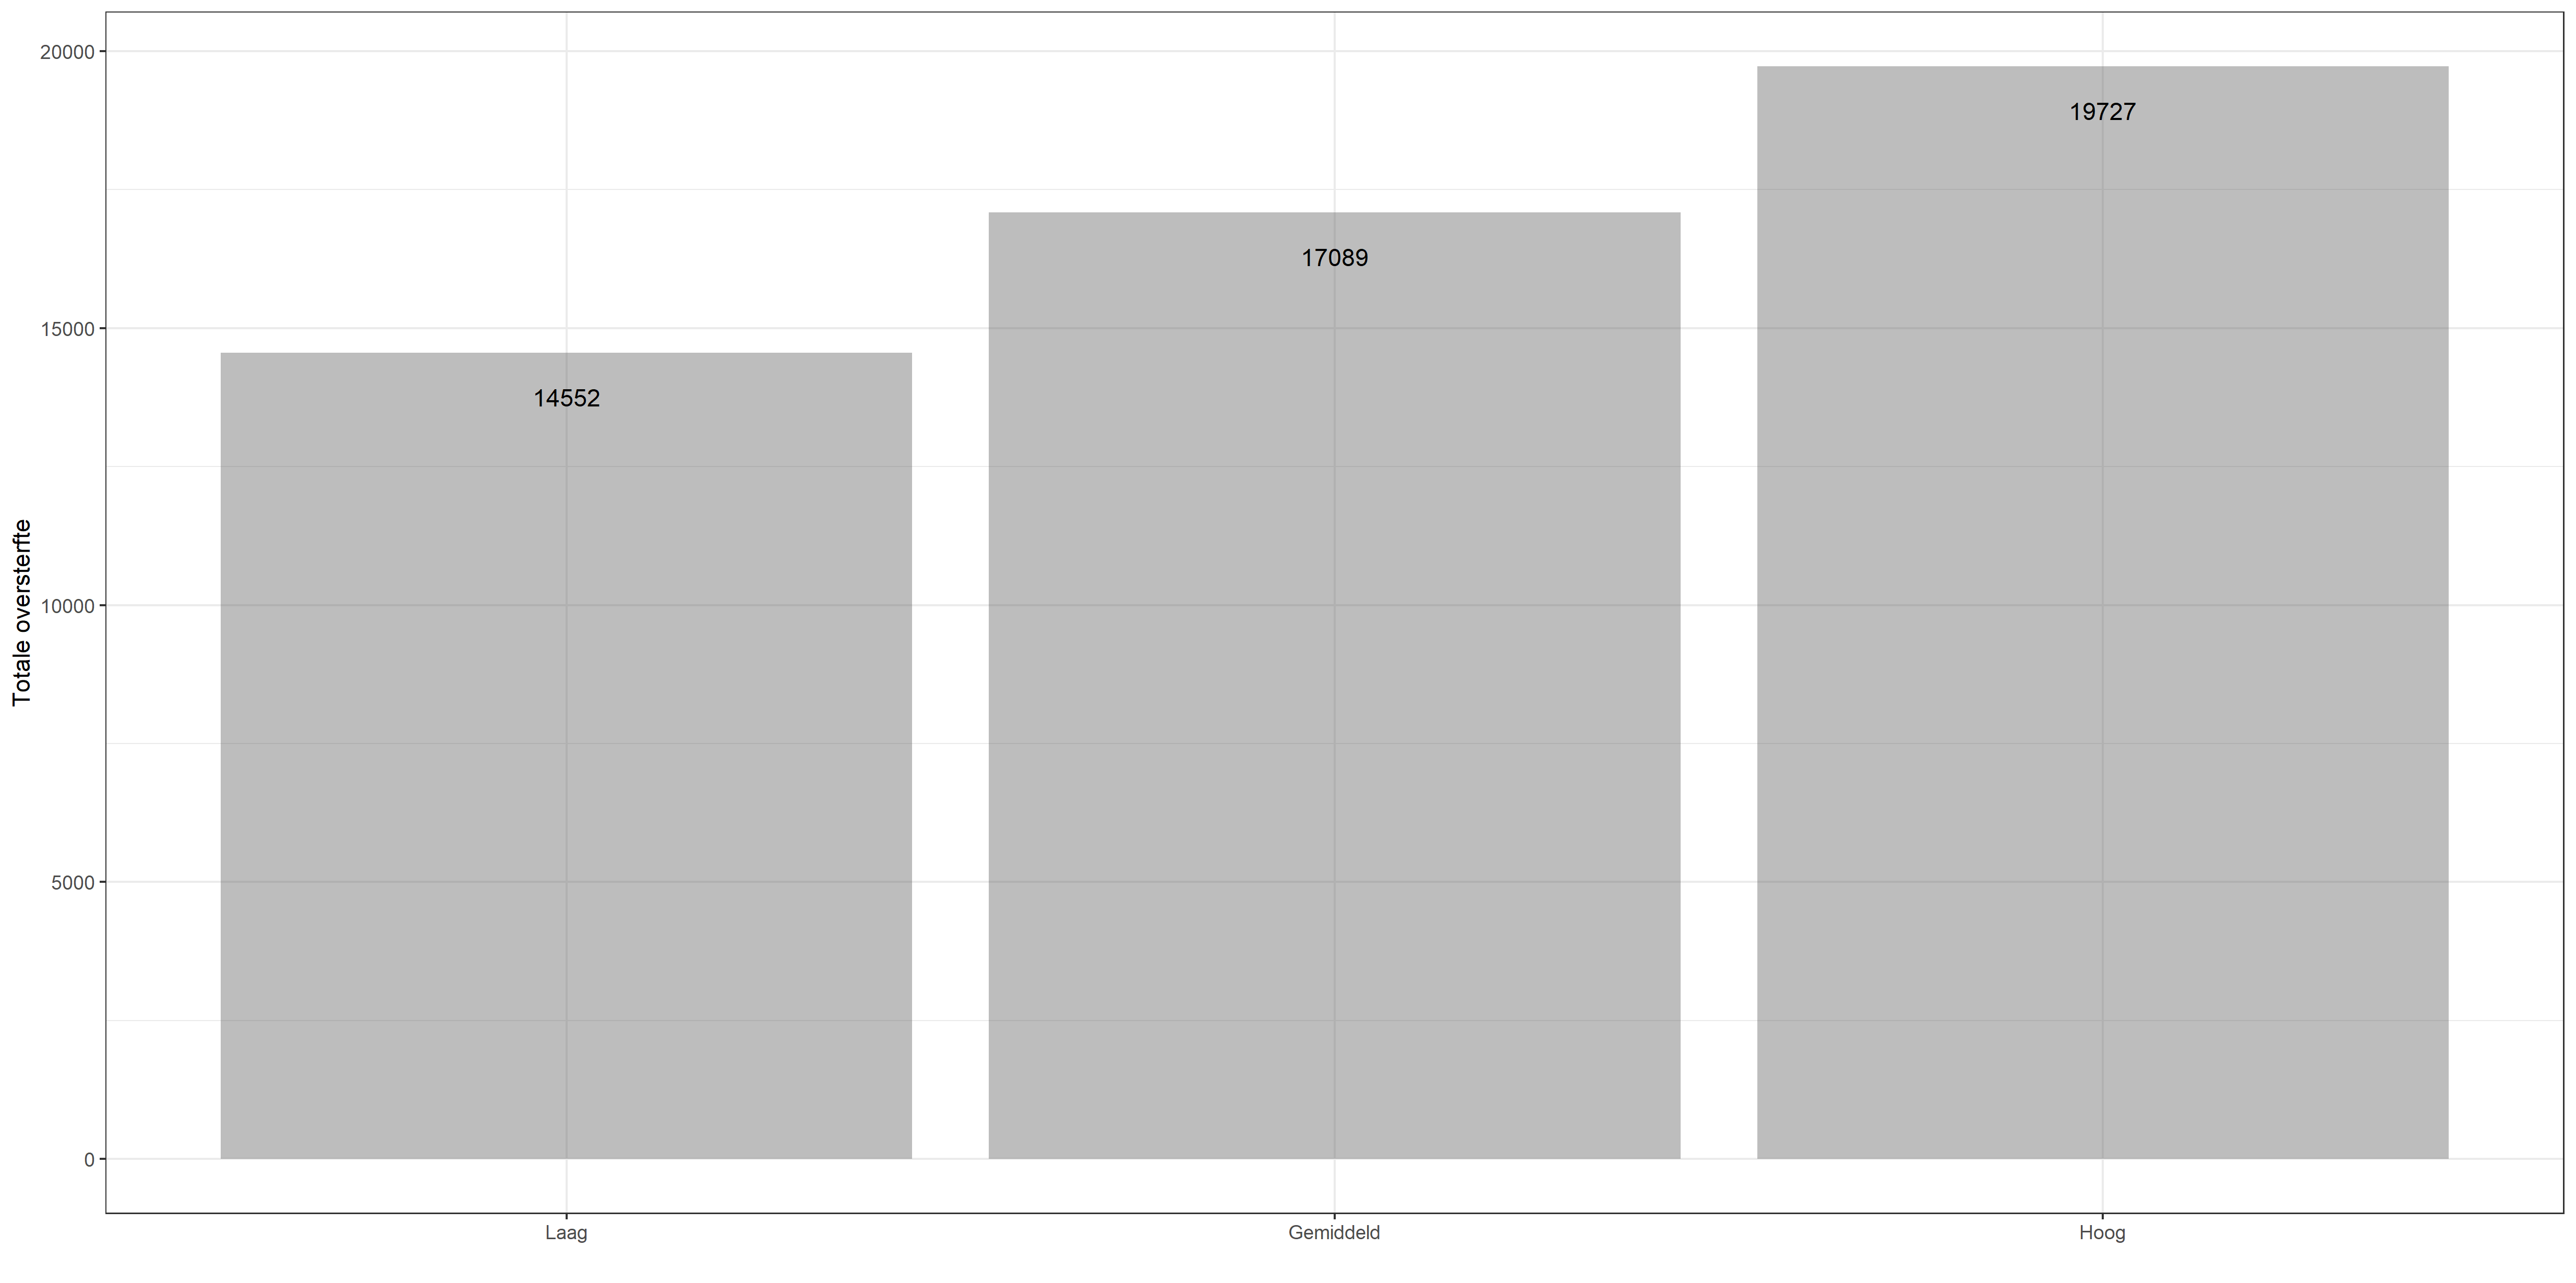 Totale oversterfte
20000
15000
10000
5000
0
14552
17089
19727
Laag
Gemiddeld
Hoog